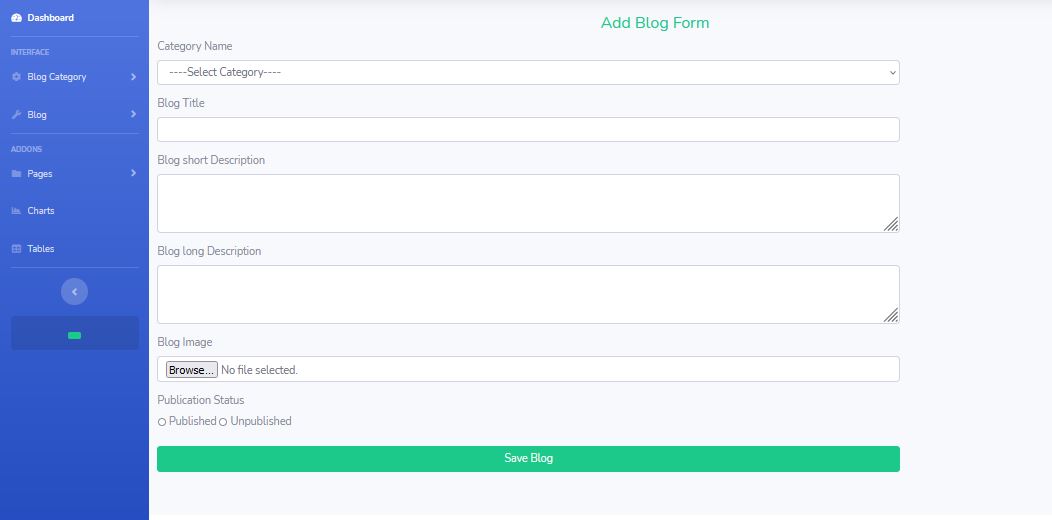 Dashboard
INTERFACE
Blog Category
Blog
ADDONS
Pages
Charts
Tables
Add Blog Form
Category Name
----Select Category----
Blog Title
Blog short Description
Blog long Description
Blog Image
Browse... No file selected.
Publication Status
Published Unpublished
Save Blog